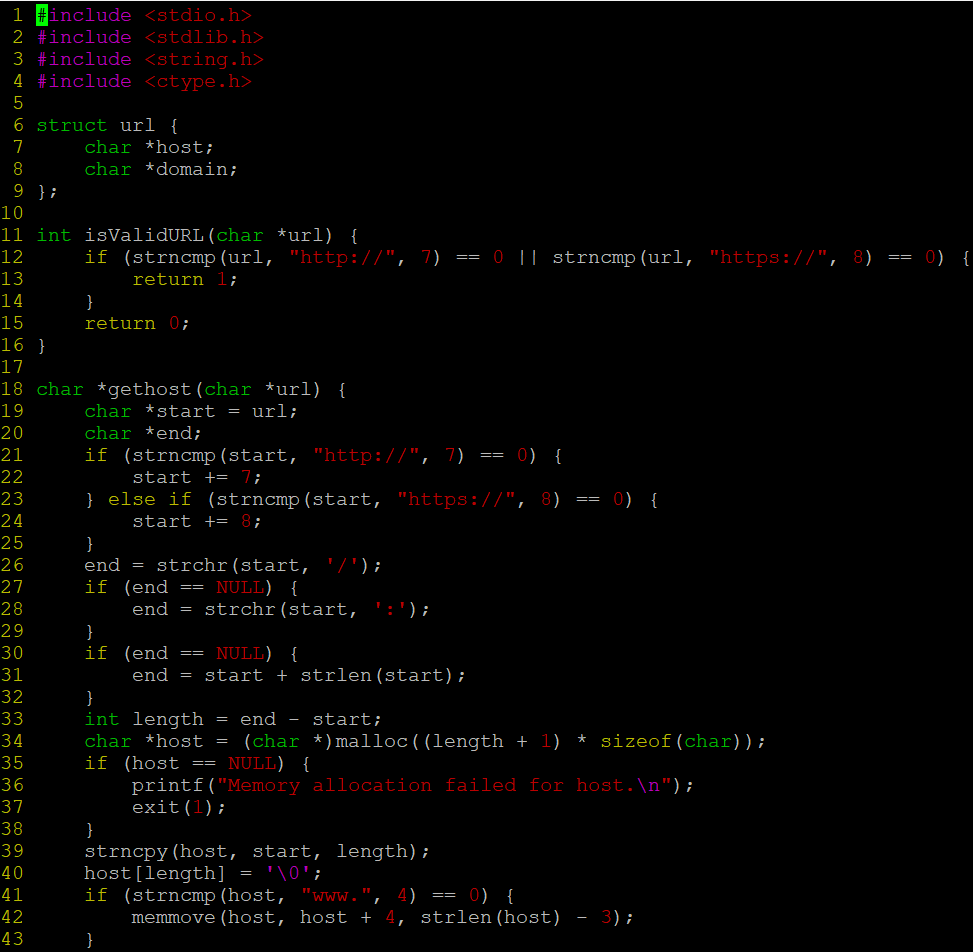 1 #include <stdio.h>
2 #include <stdlib.h>
3 #include <string.h>
4 #include <ctype.h>
5
6 struct url {
7     char *host;
8     char *domain;
9 };
10
11 int isValidURL(char *url) {
12     if (strncmp(url, "http://", 7) == 0 || strncmp(url, "https://", 8) == 0) {
13         return 1;
14     }
15     return 0;
16 }
17
18 char *gethost(char *url) {
19     char *start = url;
20     char *end;
21     if (strncmp(start, "http://", 7) == 0) {
22         start += 7;
23     } else if (strncmp(start, "https://", 8) == 0) {
24         start += 8;
25     }
26     end = strchr(start, '/');
27     if (end == NULL) {
28         end = strchr(start, ':');
29     }
30     if (end == NULL) {
31         end = start + strlen(start);
32     }
33     int length = end - start;
34     char *host = (char *)malloc((length + 1) * sizeof(char));
35     if (host == NULL) {
36         printf("Memory allocation failed for host.\n");
37         exit(1);
38     }
39     strncpy(host, start, length);
40     host[length] = '\0';
41     if (strncmp(host, "www.", 4) == 0) {
42         memmove(host, host + 4, strlen(host) - 3);
43     }